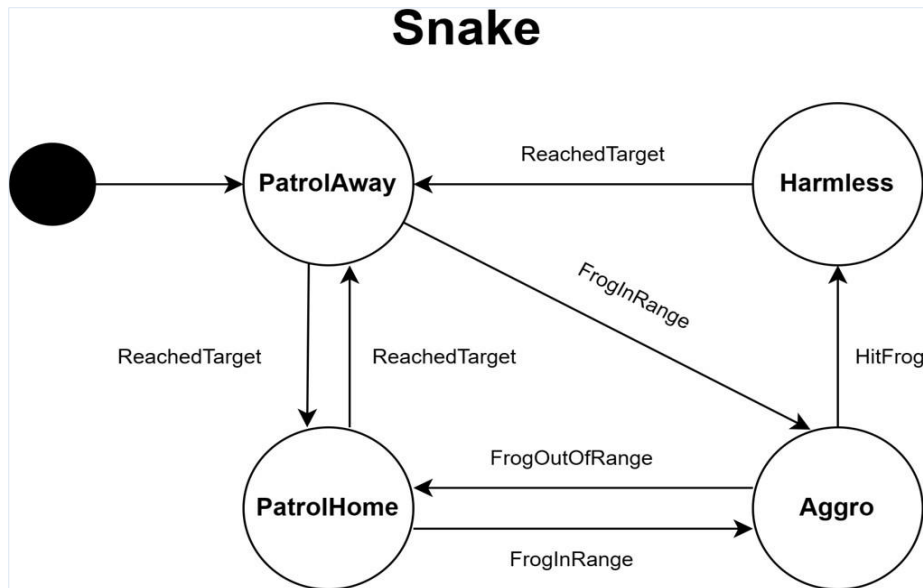 Snake
ReachedTarget
PatrolAway
Harmless
FrogInRange
ReachedTarget
ReachedTarget
HitFrog
FrogOutOfRange
PatrolHome
Aggro
FrogInRange